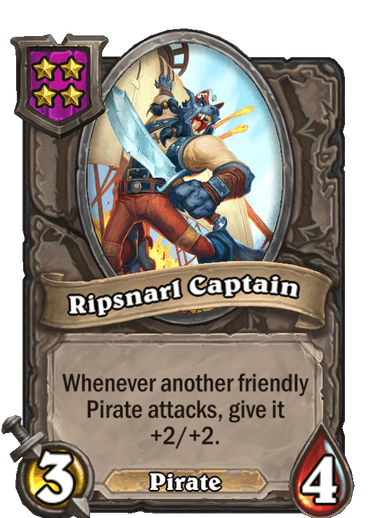 Ripsnarl Captain
Whenever another friendly
Pirate attacks, give it
+2/+2.
3
Pirate
4